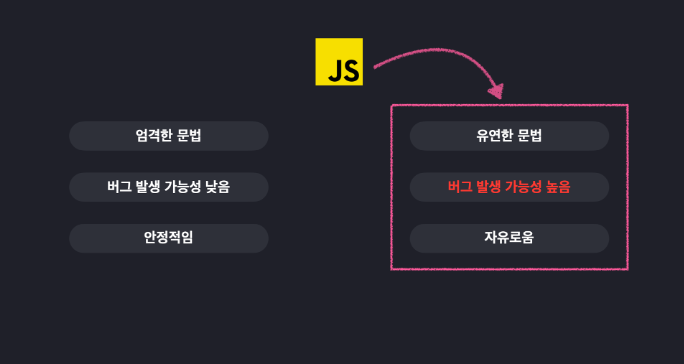 JS
엄격한 문법
버그 발생 가능성 낮음
안정적임
유연한 문법
버그 발생 가능성 높음
자유로움